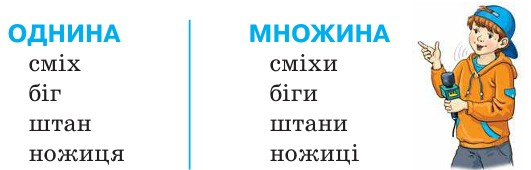 ОДНИНА МНОЖИНА
сміх сміхи
біг біги
штан штани
ножиця ножиці